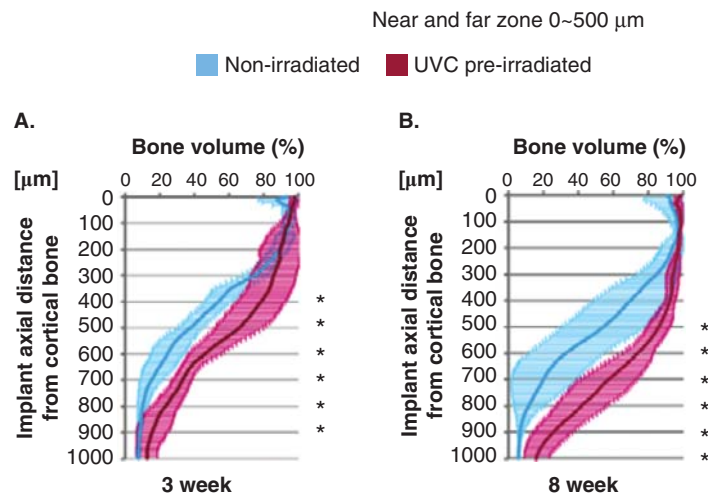 Near and far zone 0~500 μm
Non-irradiated UVC pre-irradiated
A.
Bone volume (%)
[μm] 0 20 40 60 80 100
0
100
200
300
400 *
500 *
600 *
700 *
800 *
900 *
1000
Implant axial distance
from cortical bone
3 week
B.
Bone volume (%)
[μm] 0 20 40 60 80 100
0
100
200
300
400
500 *
600 *
700 *
800 *
900 *
1000 *
Implant axial distance
from cortical bone
8 week